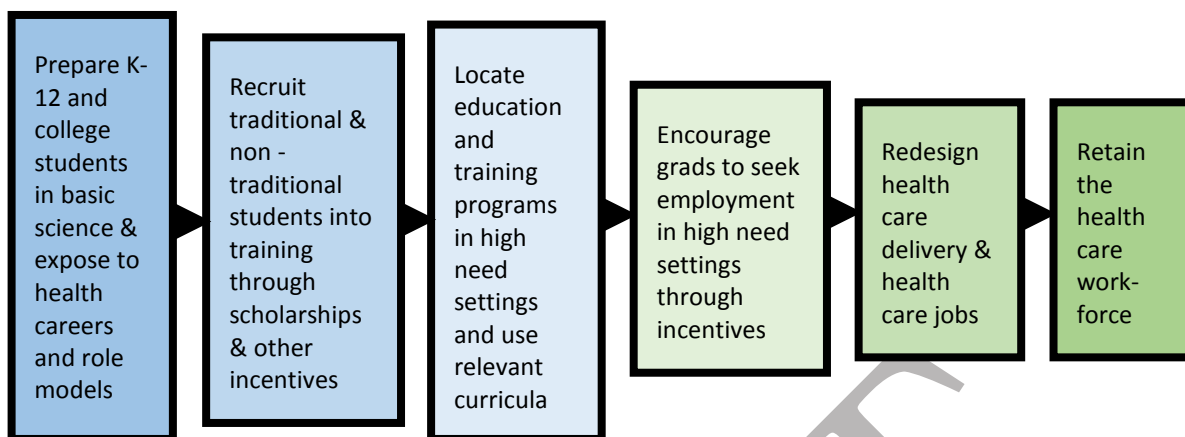 Prepare K-
12 and
college
students
in basic
science &
expose to
health
careers
and role
models
Recruit
traditional &
non -
traditional
students into
training
through
scholarships
& other
incentives
Locate
education
and
training
programs
in high
need
settings
and use
relevant
curricula
Encourage
grads to seek
employment
in high need
settings
through
incentives
Redesign
health
care
delivery &
health
care jobs
Retain
the
health
care
work-
force